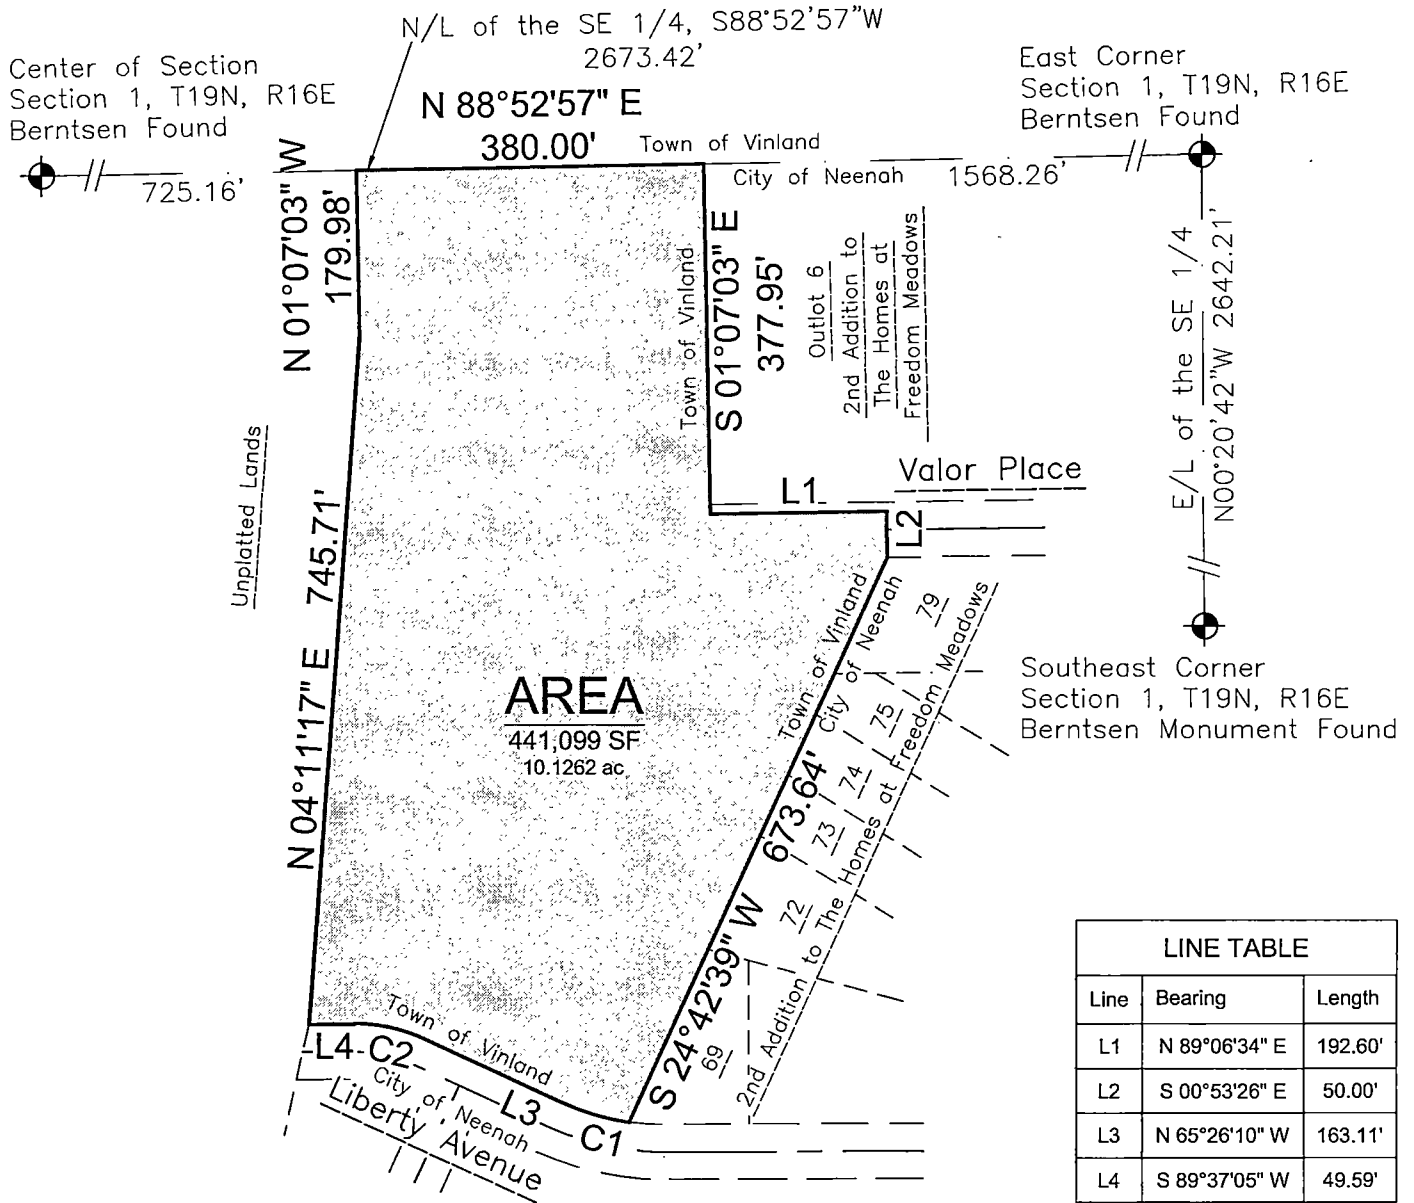 N/L of the SE 1/4, S88°52'57"W
2673.42'
Center of Section
Section 1, T19N, R16E
Berntsen Found
East Corner
Section 1, T19N, R16E
Berntsen Found
N 88°52'57" E
380.00'
Town of Vinland
City of Neenah
725.16'
1568.26'
N 01°07'03" W
179.98'
Town of Vinland
S 01°07'03" E
377.95'
Outlot 6
2nd Addition to
The Homes at
Freedom Meadows
E/L of the SE 1/4
N00°20'42"W 2642.21'
Valor Place
L1
L2
Unplatted Lands
N 04°11'17" E 745.71'
AREA
441,099 SF
10.1262 ac
Town of Vinland
City of Neenah
S 24°42'39" W 673.64'
79
75
74
73
72
69
2nd Addition to The Homes at Freedom Meadows
Southeast Corner
Section 1, T19N, R16E
Berntsen Monument Found
Town of Vinland
L4
C2
L3
C1
City of Neenah
Liberty Avenue
LINE TABLE
Line Bearing Length
L1 N 89°06'34" E 192.60'
L2 S 00°53'26" E 50.00'
L3 N 65°26'10" W 163.11'
L4 S 89°37'05" W 49.59'